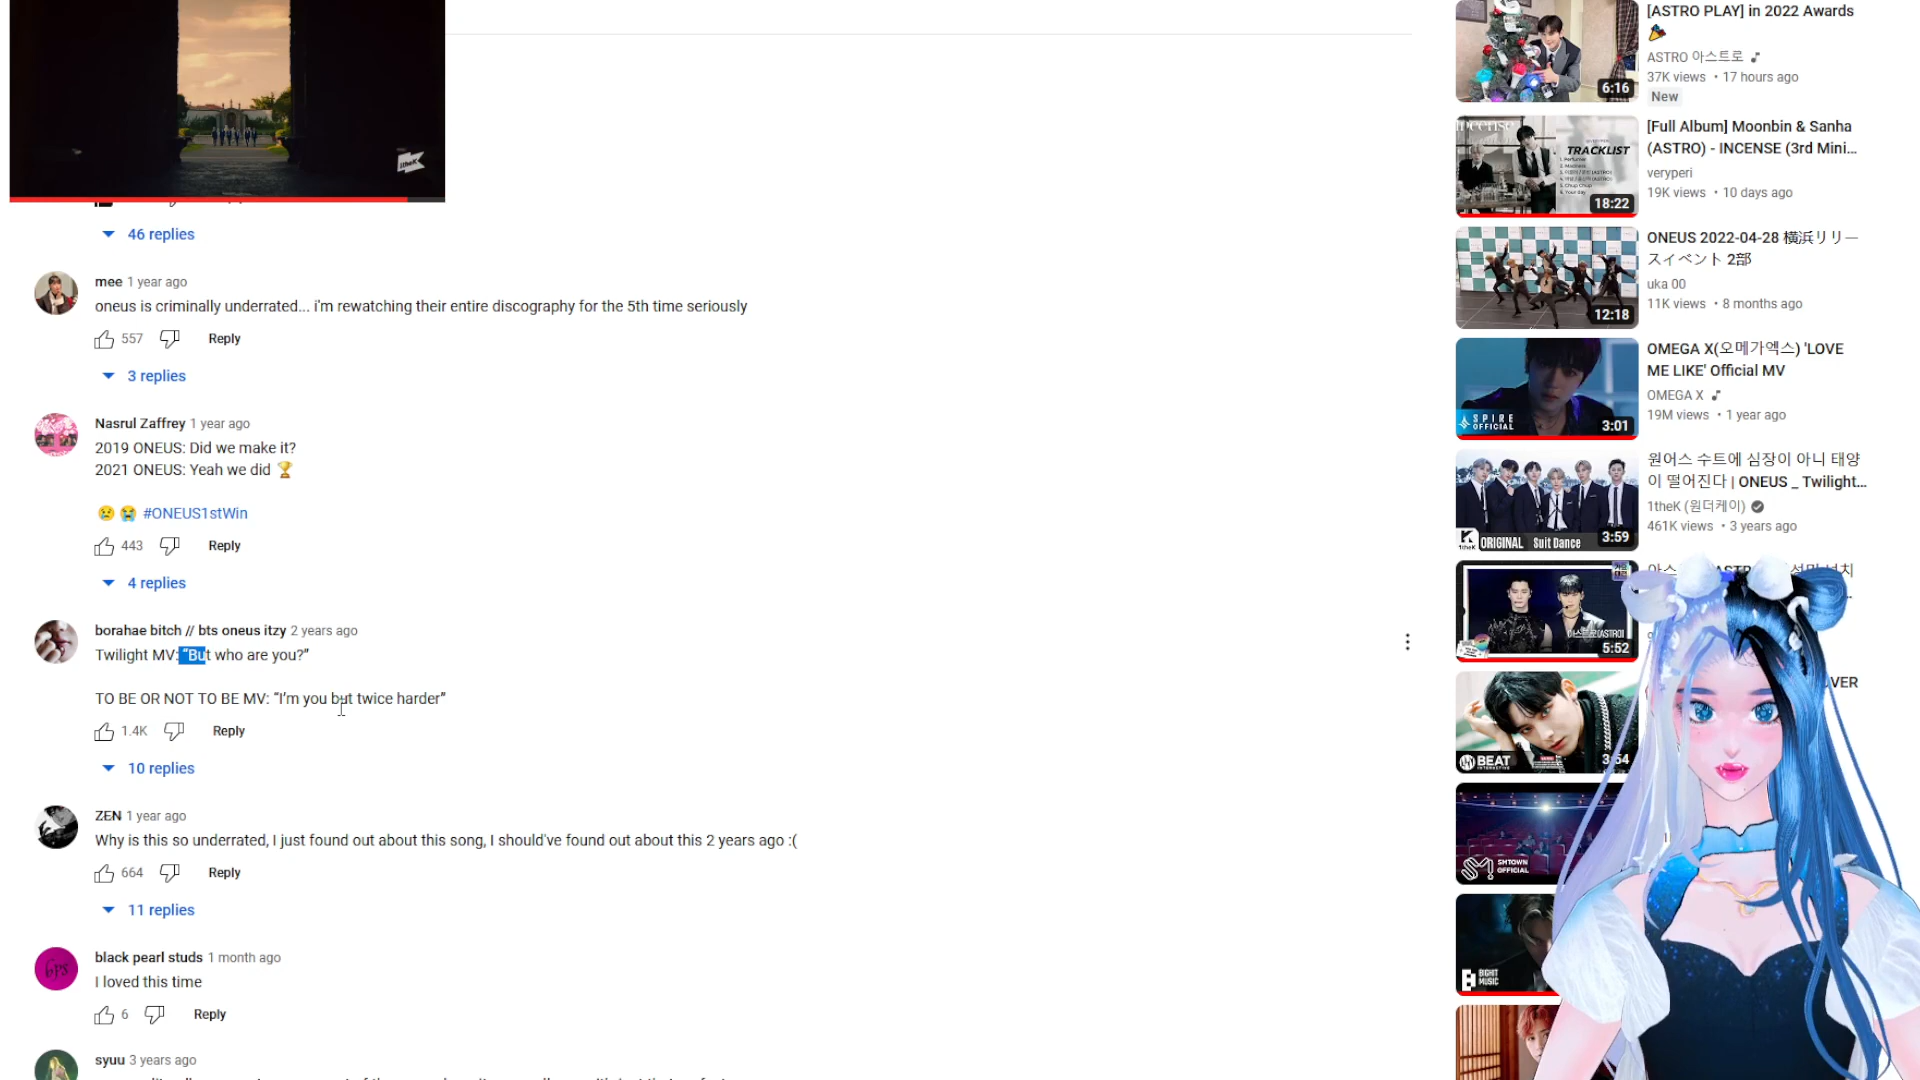 1theK
46 replies
mee 1 year ago
oneus is criminally underrated... i'm rewatching their entire discography for the 5th time seriously
557 Reply
3 replies
Nasrul Zaffrey 1 year ago
2019 ONEUS: Did we make it?
2021 ONEUS: Yeah we did 🏆
😢 😭 #ONEUS1stWin
443 Reply
4 replies
borahae bitch // bts oneus itzy 2 years ago
Twilight MV: “But who are you?”
TO BE OR NOT TO BE MV: “I’m you but twice harder”
1.4K Reply
10 replies
ZEN 1 year ago
Why is this so underrated, I just found out about this song, I should've found out about this 2 years ago :(
664 Reply
11 replies
black pearl studs 1 month ago
I loved this time
6 Reply
syuu 3 years ago
[ASTRO PLAY] in 2022 Awards
🎉
ASTRO 아스트로
37K views • 17 hours ago
New
6:16
[Full Album] Moonbin & Sanha
(ASTRO) - INCENSE (3rd Mini...
veryperi
19K views • 10 days ago
TRACKLIST
18:22
ONEUS 2022-04-28 横浜リリー
スイベント 2部
uka 00
11K views • 8 months ago
12:18
OMEGA X(오메가엑스) 'LOVE
ME LIKE' Official MV
OMEGA X
19M views • 1 year ago
SPIRE
OFFICIAL
3:01
원어스 수트에 심장이 아니 태양
이 떨어진다 | ONEUS _ Twilight...
1theK (원더케이)
461K views • 3 years ago
1theK ORIGINAL Suit Dance
3:59
아스트로(ASTRO)
5:52
VER
BEAT
INTERACTIVE
3:54
SMTOWN
OFFICIAL
BIGHIT
MUSIC
bps